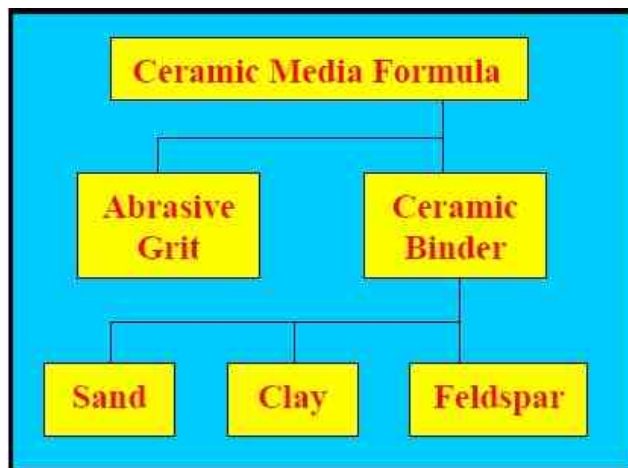 Ceramic Media Formula
Abrasive
Grit
Ceramic
Binder
Sand
Clay
Feldspar